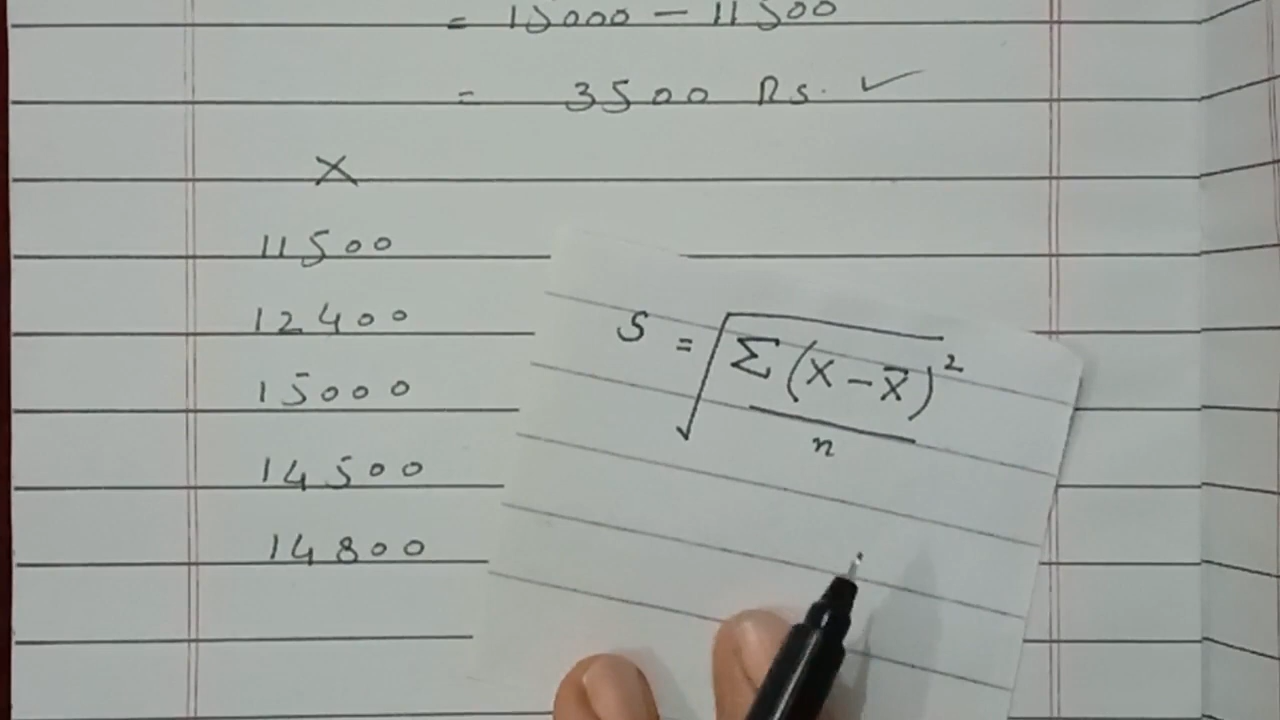 = 15000 - 11500
= 3500 Rs. ✓
X
11500
12400
15000
14500
14800
S = √(Σ(X - X̄)² / n)